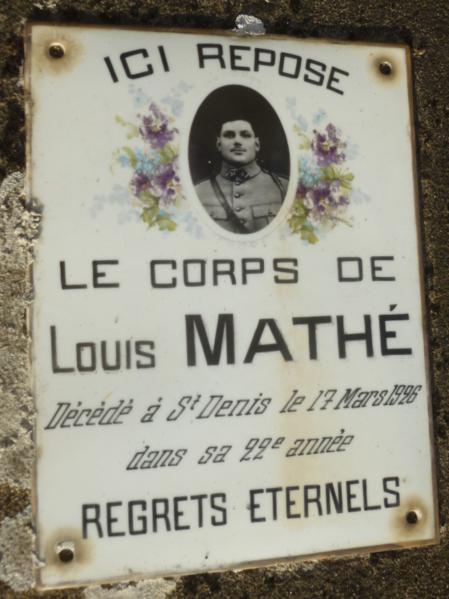 ICI REPOSE
LE CORPS DE
Louis MATHÉ
Décédé à St Denis le 17 Mars 1926
dans sa 22e année
REGRETS ETERNELS